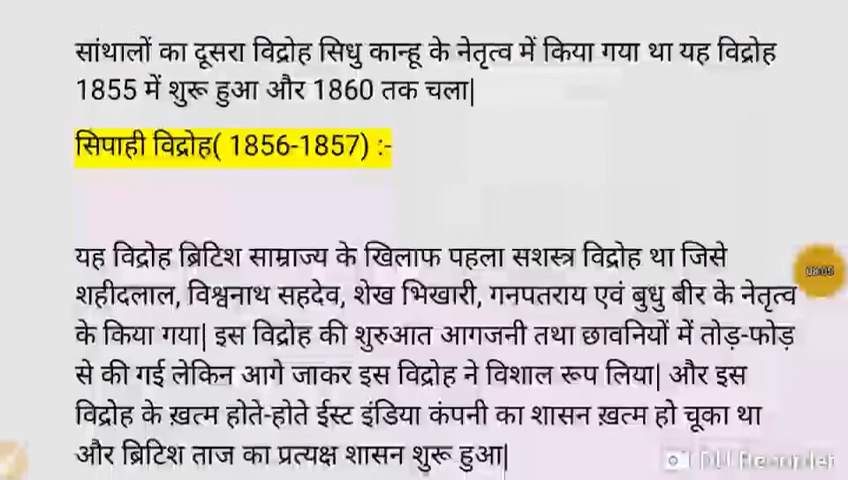 सांथालों का दूसरा विद्रोह सिधु कान्हू के नेतृत्व में किया गया था यह विद्रोह
1855 में शुरू हुआ और 1860 तक चला|
सिपाही विद्रोह( 1856-1857) :-
यह विद्रोह ब्रिटिश साम्राज्य के खिलाफ पहला सशस्त्र विद्रोह था जिसे
शहीदलाल, विश्वनाथ सहदेव, शेख भिखारी, गनपतराय एवं बुधु बीर के नेतृत्व
के किया गया| इस विद्रोह की शुरुआत आगजनी तथा छावनियों में तोड़-फोड़
से की गई लेकिन आगे जाकर इस विद्रोह ने विशाल रूप लिया| और इस
विद्रोह के ख़त्म होते-होते ईस्ट इंडिया कंपनी का शासन ख़त्म हो चूका था
और ब्रिटिश ताज का प्रत्यक्ष शासन शुरू हुआ|
DU Recorder